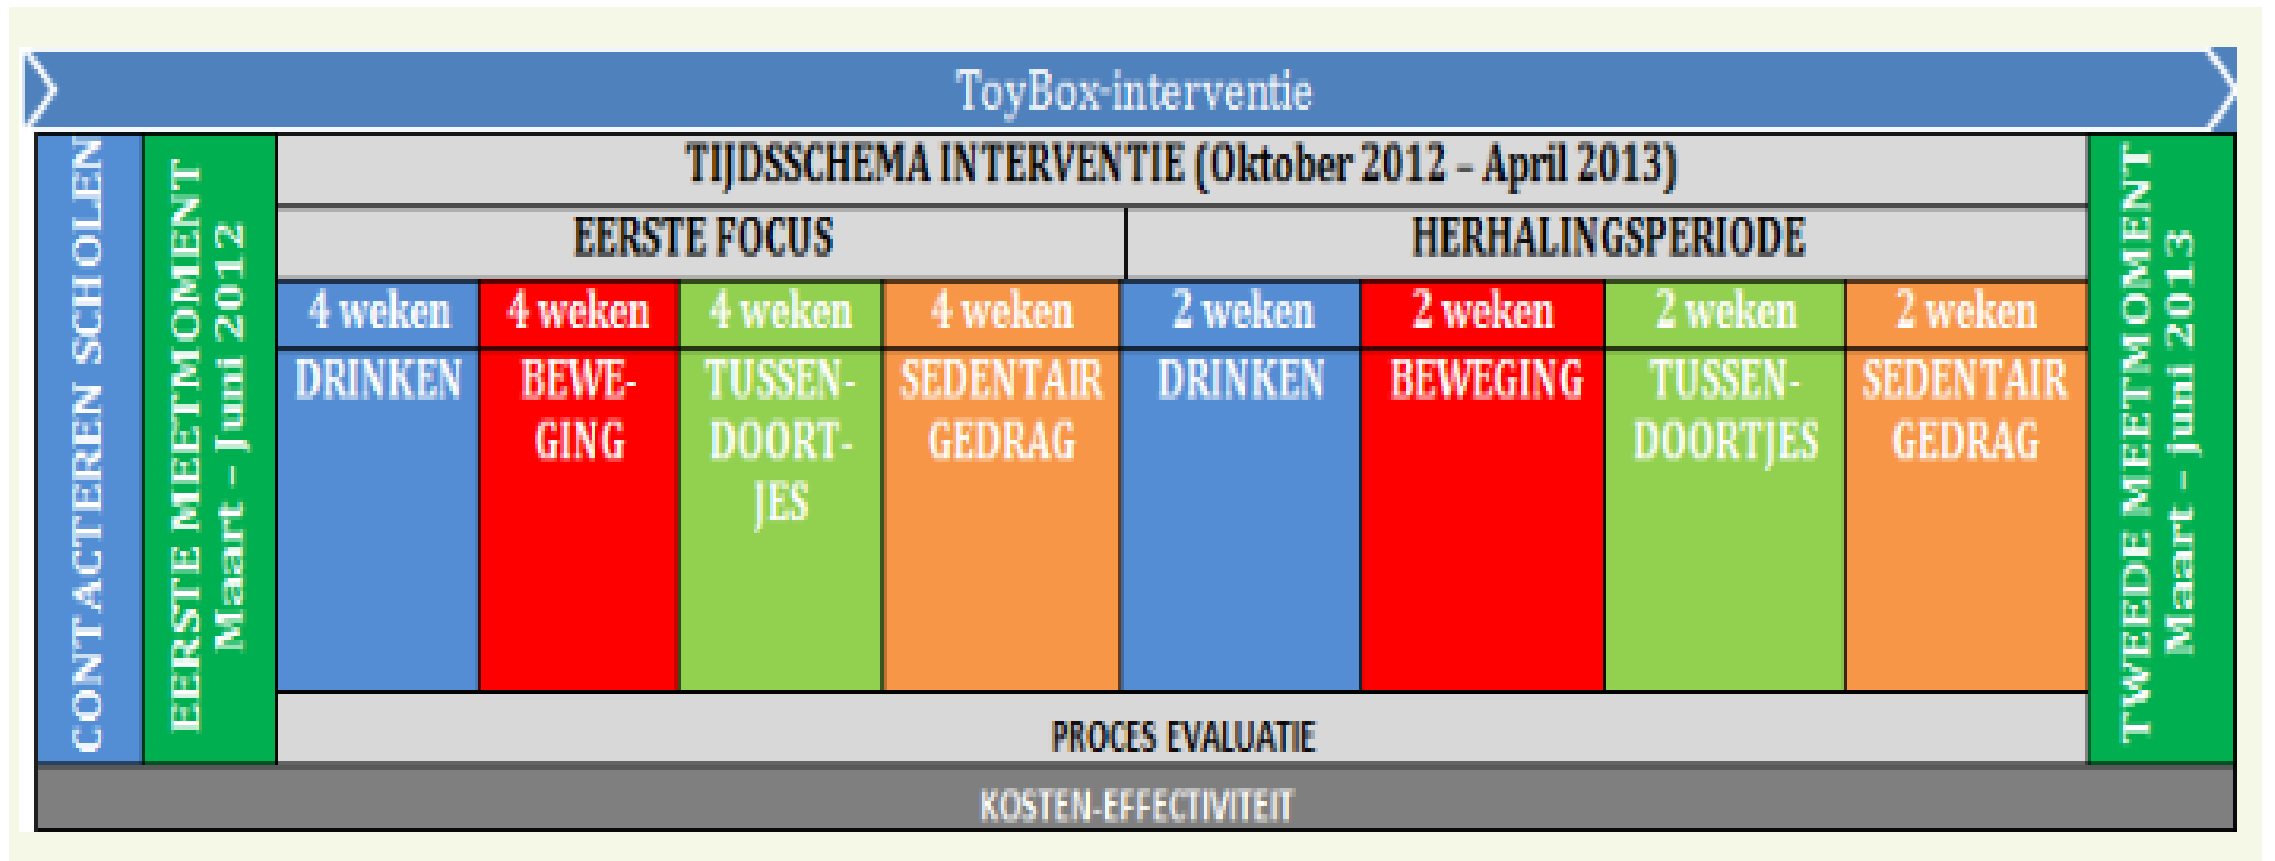 ToyBox-interventie
CONTACTEREN SCHOLEN
EERSTE MEETMOMENT
Maart – Juni 2012
TIJDSSCHEMA INTERVENTIE (Oktober 2012 – April 2013)
EERSTE FOCUS
HERHALINGSPERIODE
4 weken
4 weken
4 weken
4 weken
2 weken
2 weken
2 weken
2 weken
DRINKEN
BEWE-
GING
TUSSEN-
DOORT-
JES
SEDENTAIR
GEDRAG
DRINKEN
BEWEGING
TUSSEN-
DOORTJES
SEDENTAIR
GEDRAG
PROCES EVALUATIE
TWEEDE MEETMOMENT
Maart – juni 2013
KOSTEN-EFFECTIVITEIT